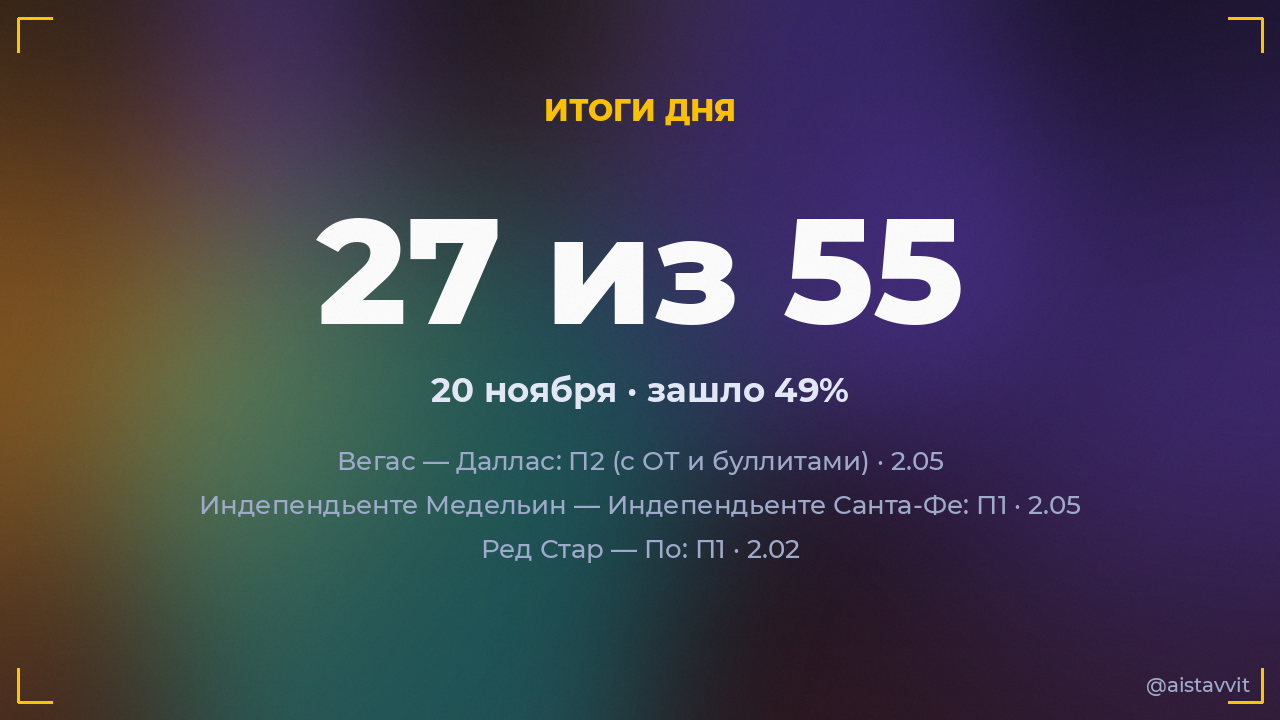 ИТОГИ ДНЯ
27 из 55
20 ноября · зашло 49%
Вегас — Даллас: П2 (с ОТ и буллитами) · 2.05
Индепендьенте Медельин — Индепендьенте Санта-Фе: П1 · 2.05
Ред Стар — По: П1 · 2.02
@aistavvit